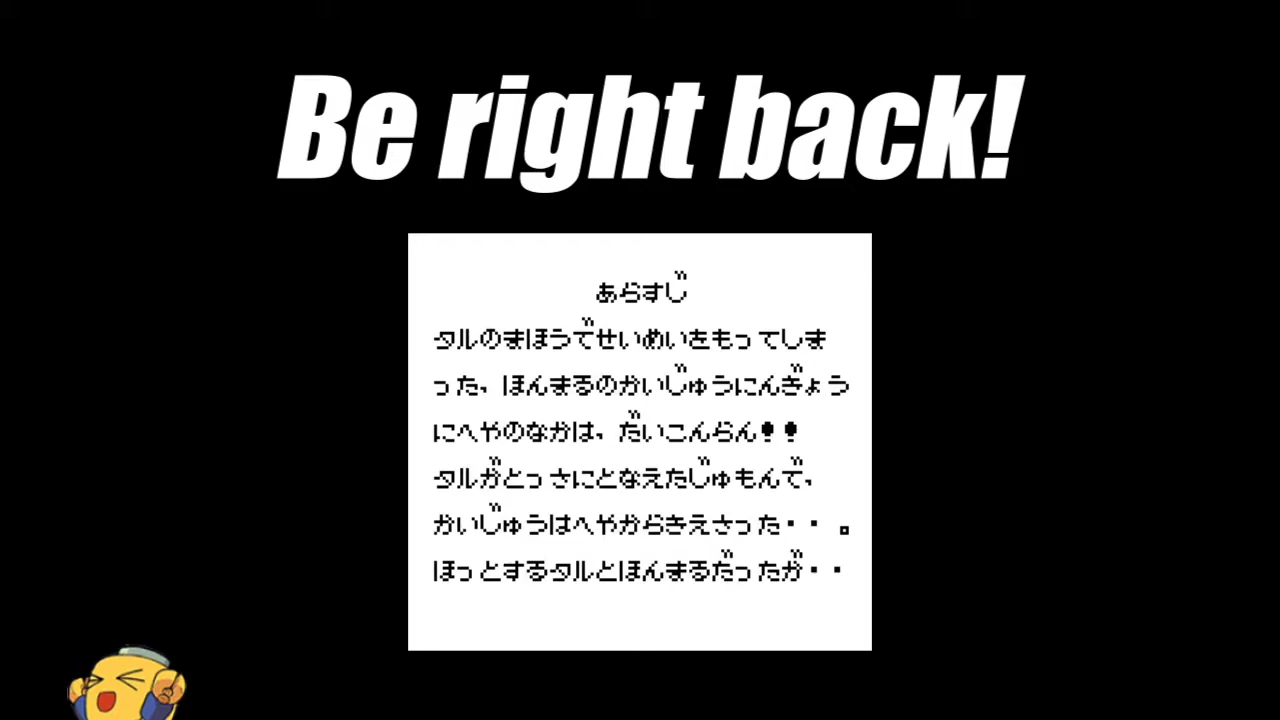 Be right back!
あらすじ
タルのまほうでせいめいをもってしま
った、ほんまるのかいじゅうにんぎょう
にへやのなかは、だいこんらん!!
タルがとっさにとなえたじゅもんで、
かいじゅうはへやからきえさった・・。
ほっとするタルとほんまるだったが・・